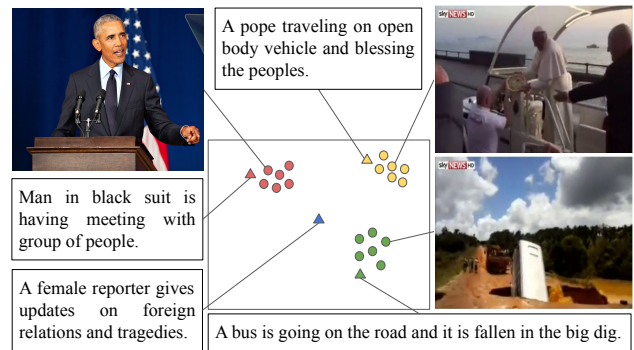 A pope traveling on open
body vehicle and blessing
the peoples.
sky NEWS HD
sky NEWS HD
Man in black suit is
having meeting with
group of people.
A female reporter gives
updates on foreign
relations and tragedies.
A bus is going on the road and it is fallen in the big dig.